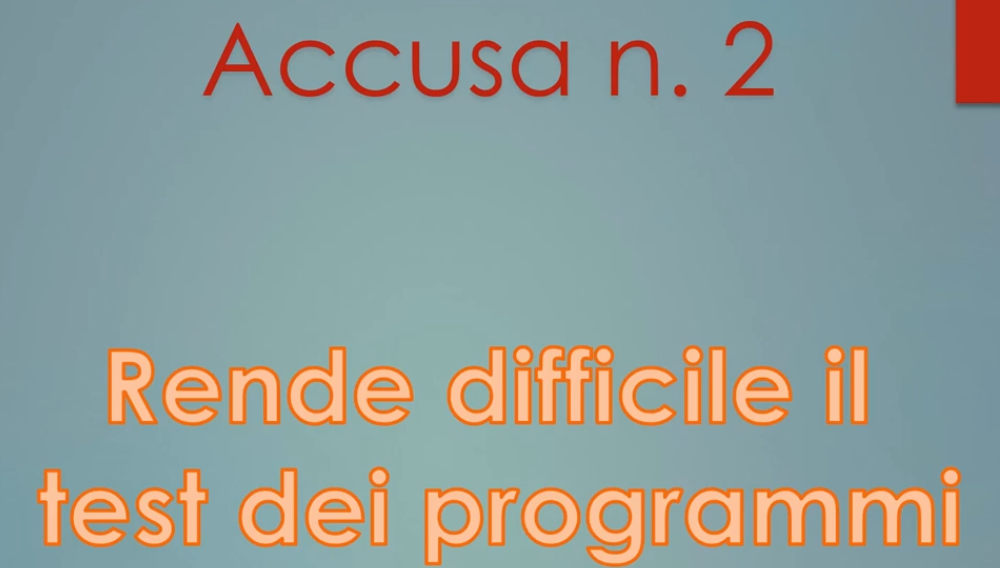 Accusa n. 2
Rende difficile il
test dei programmi